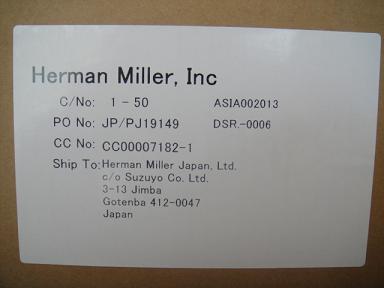 Herman Miller, Inc
C/No: 1 - 50 ASIA002013
PO No: JP/PJ19149 DSR.-0006
CC No: CC00007182-1
Ship To: Herman Miller Japan, Ltd.
c/o Suzuyo Co. Ltd.
3-13 Jimba
Gotenba 412-0047
Japan